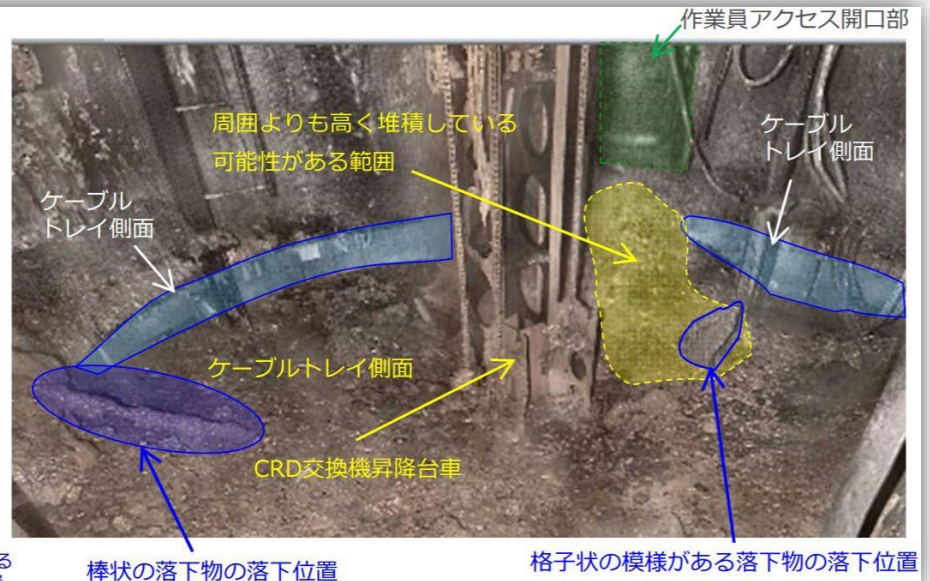 作業員アクセス開口部
周囲よりも高く堆積している
可能性がある範囲
ケーブル
トレイ側面
ケーブル
トレイ側面
ケーブルトレイ側面
CRD交換機昇降台車
る
棒状の落下物の落下位置
格子状の模様がある落下物の落下位置